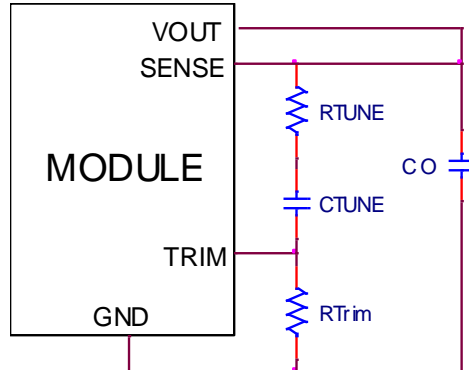 VOUT
SENSE
RTUNE
MODULE
CO
CTUNE
TRIM
RTrim
GND